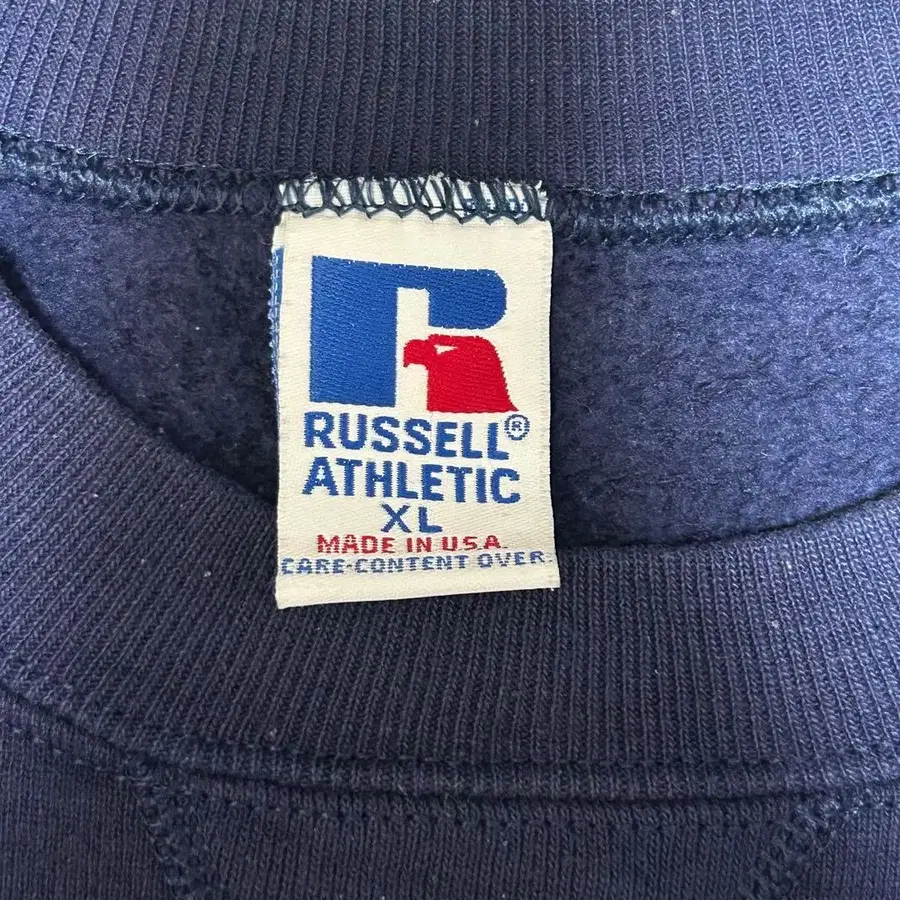 RUSSELL®
ATHLETIC
XL
MADE IN U.S.A.
CARE-CONTENT OVER